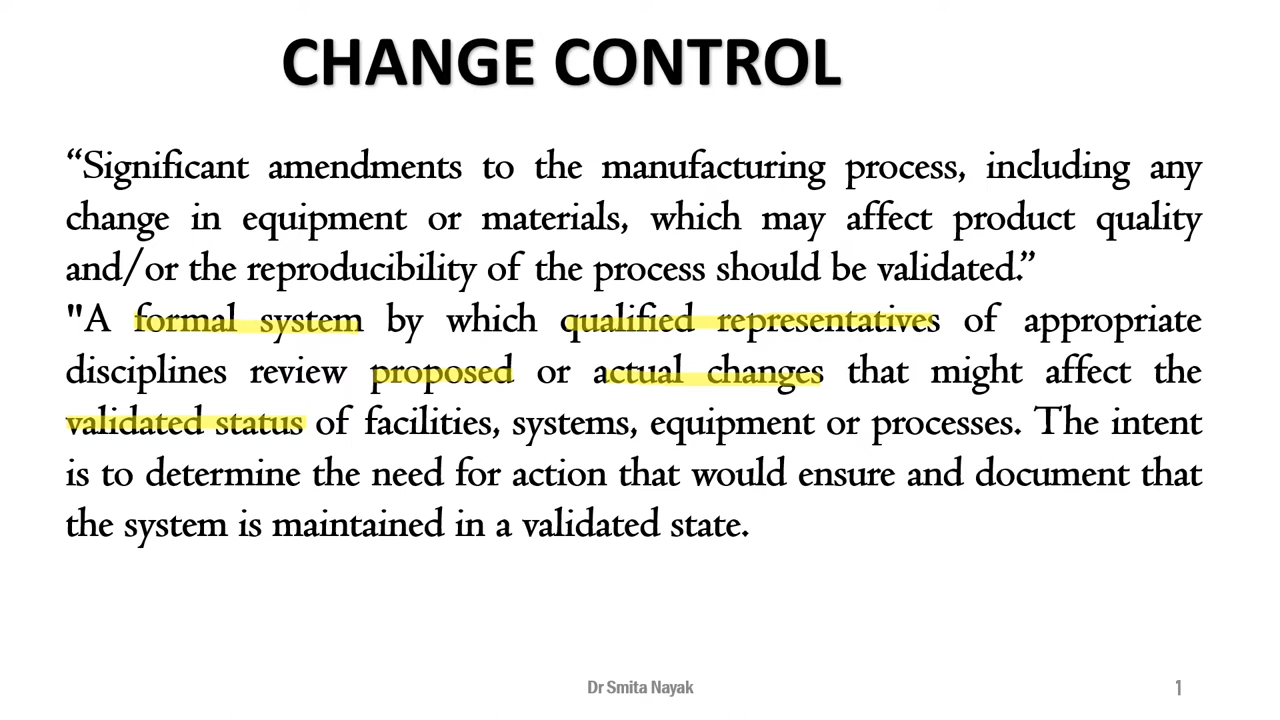 CHANGE CONTROL
“Significant amendments to the manufacturing process, including any
change in equipment or materials, which may affect product quality
and/or the reproducibility of the process should be validated.”
"A formal system by which qualified representatives of appropriate
disciplines review proposed or actual changes that might affect the
validated status of facilities, systems, equipment or processes. The intent
is to determine the need for action that would ensure and document that
the system is maintained in a validated state.
Dr Smita Nayak
1